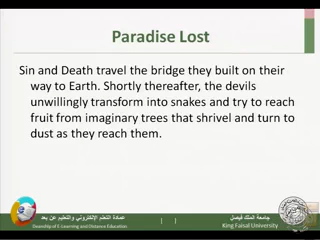 Paradise Lost
Sin and Death travel the bridge they built on their
way to Earth. Shortly thereafter, the devils
unwillingly transform into snakes and try to reach
fruit from imaginary trees that shrivel and turn to
dust as they reach them.
عمادة التعلم الإلكتروني والتعليم عن بعد
Deanship of E-Learning and Distance Education
[ ]
جامعة الملك فيصل
King Faisal University